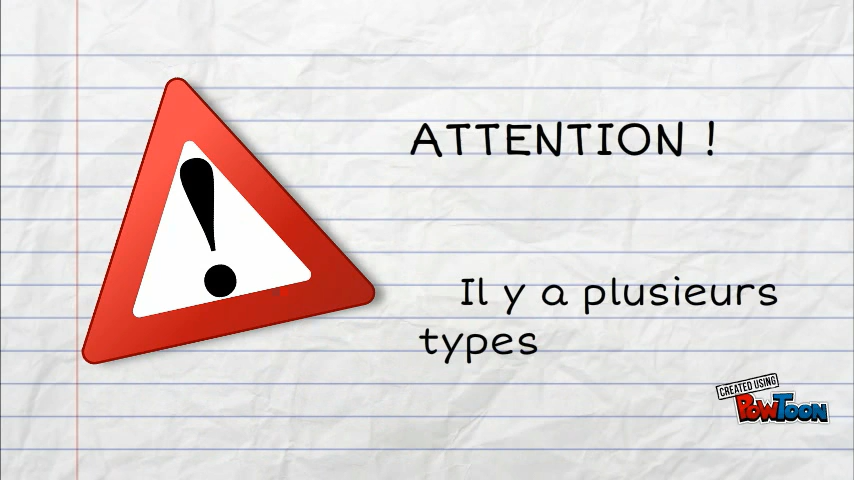 ATTENTION !
Il y a plusieurs
types
CREATED USING
POWTOON